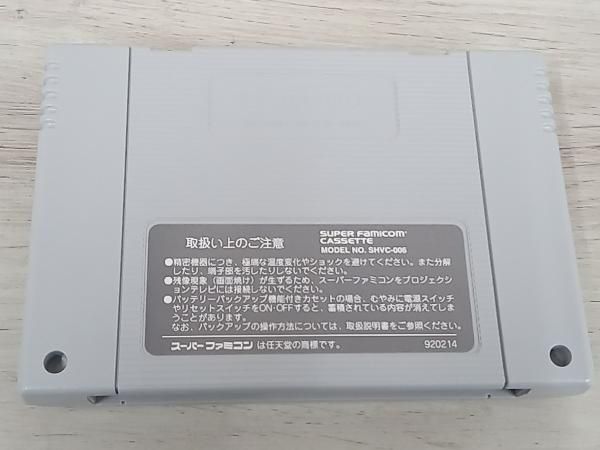 取扱い上のご注意
SUPER FAMICOM
CASSETTE
MODEL NO. SHVC-006
●精密機器につき、極端な温度変化やショックを避けてください。また分解
したり、端子部を汚したりしないでください。
●残像現象（画面焼け）が生ずるため、スーパーファミコンをプロジェクシ
ョンテレビには接続しないでください。
●バッテリーバックアップ機能付きカセットの場合、むやみに電源スイッチ
やリセットスイッチをON・OFFすると、蓄積されている内容が消えてしま
うことがあります。
なお、バックアップの操作方法については、取扱説明書をご参照ください。
スーパーファミコン は任天堂の商標です。
920214